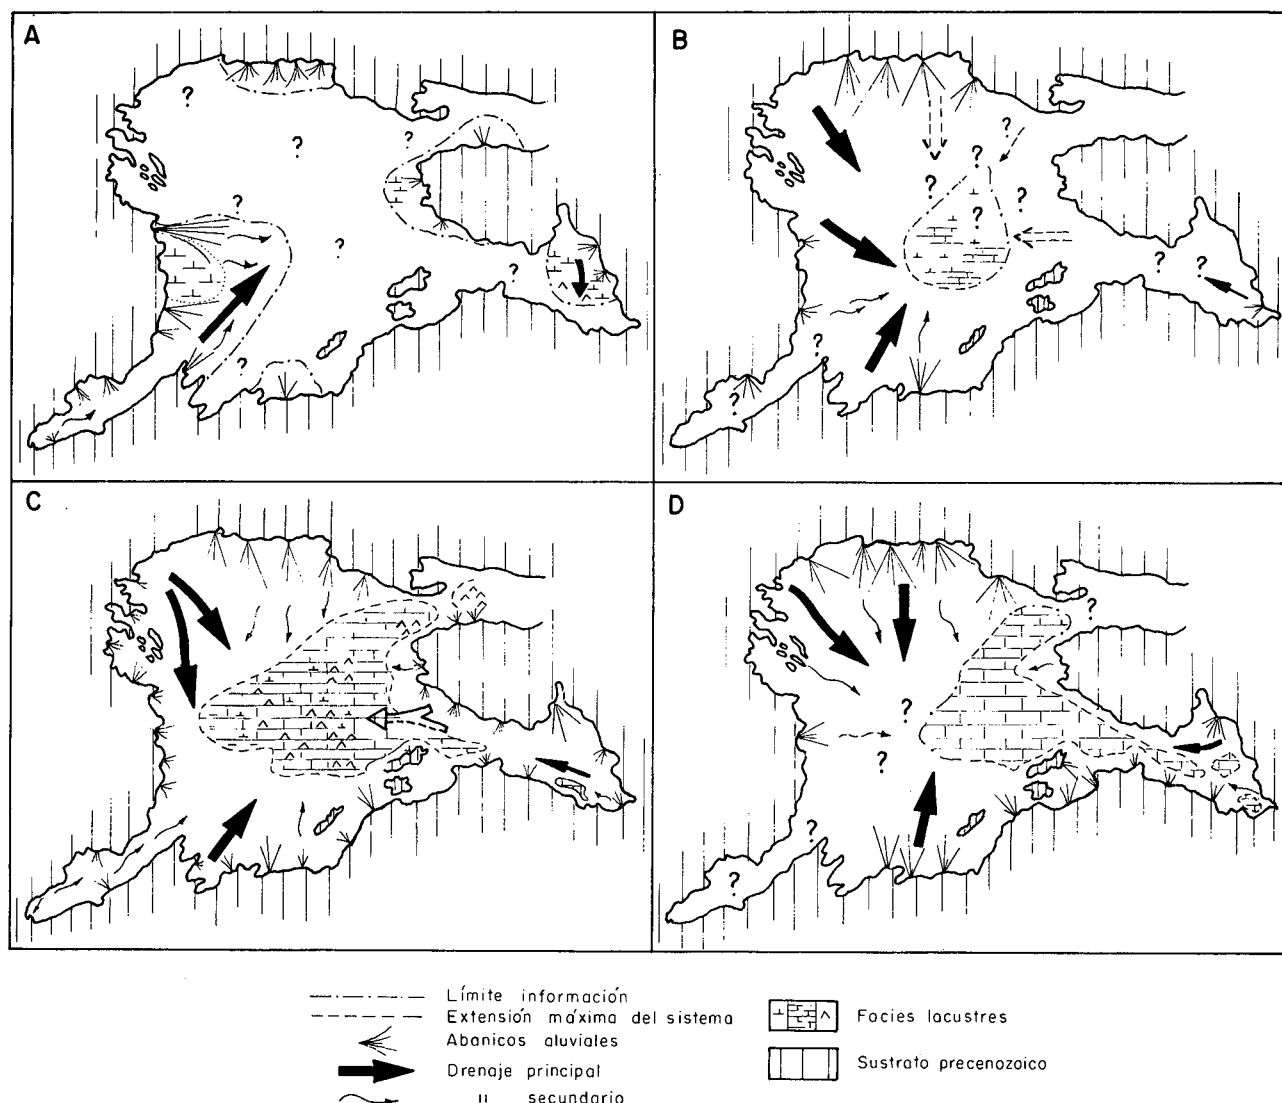 A
B
? ? ? ? ? ? ? ?
? ? ? ? ? ? ? ? ?
C
D
? ? ? ? ?
Límite información
Extensión máxima del sistema
Abanicos aluviales
Drenaje principal
" secundario
Facies lacustres
Sustrato precenozoico